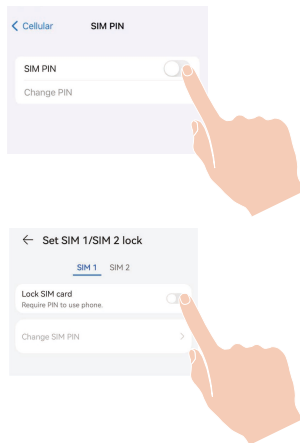 Cellular SIM PIN
SIM PIN
Change PIN
Set SIM 1/SIM 2 lock
SIM 1 SIM 2
Lock SIM card
Require PIN to use phone.
Change SIM PIN